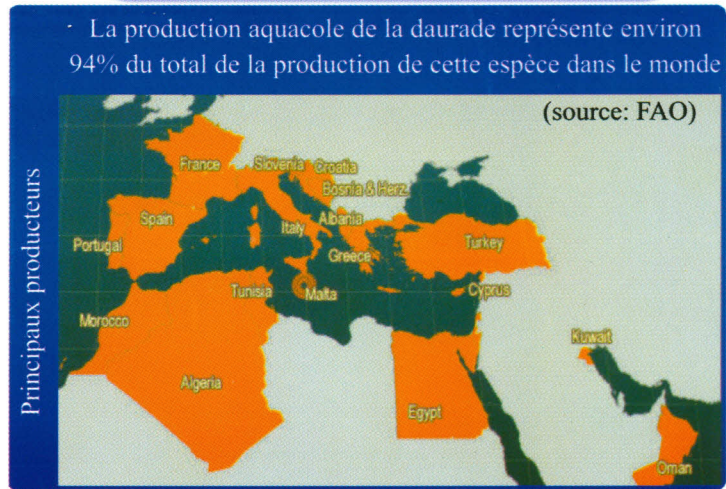 La production aquacole de la daurade représente environ
94% du total de la production de cette espèce dans le monde
(source: FAO)
Principaux producteurs
France
Slovenia
Croatia
Bosnia & Herz.
Spain
Albania
Italy
Turkey
Portugal
Greece
Tunisia
Malta
Cyprus
Morocco
Kuwait
Algeria
Egypt
Oman